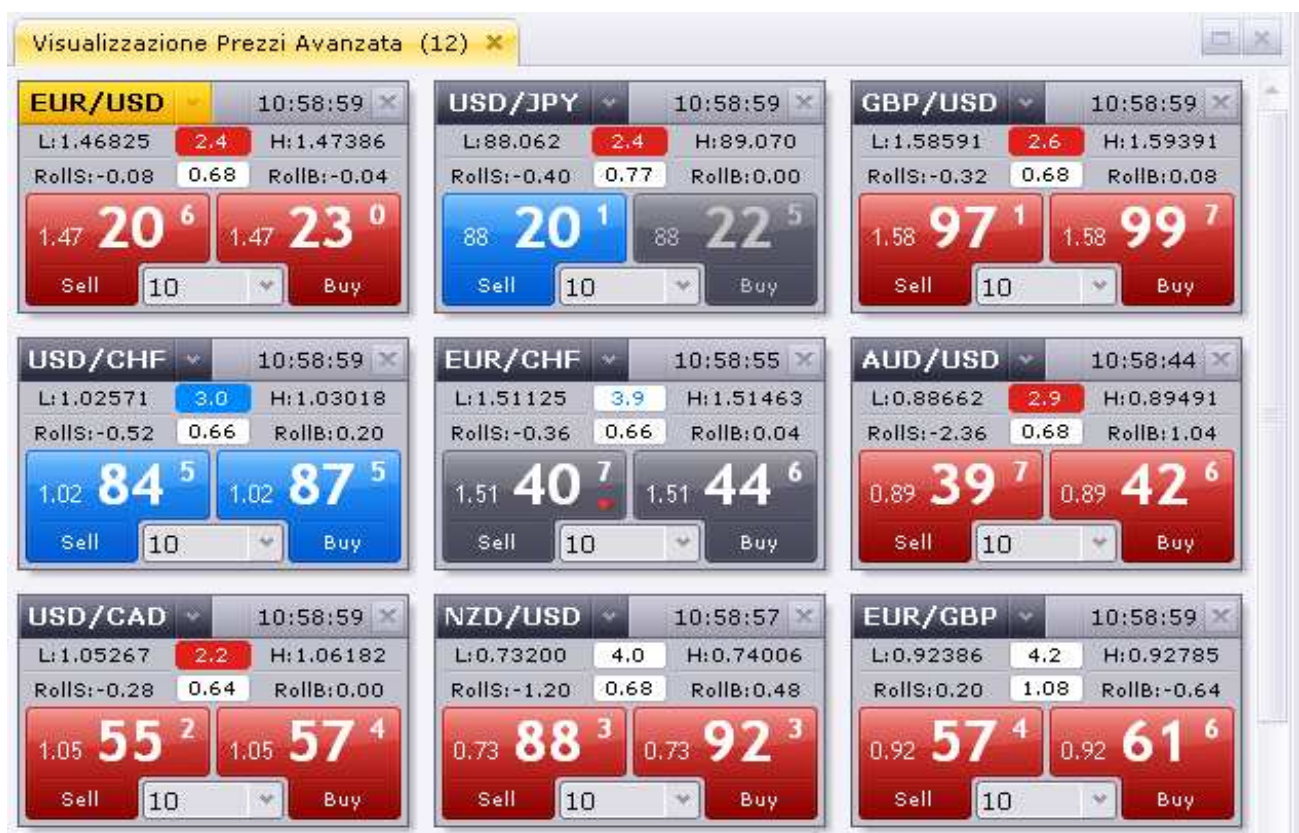 Visualizzazione Prezzi Avanzata (12)
EUR/USD 10:58:59
L:1.46825 2.4 H:1.47386
RollS:-0.08 0.68 RollB:-0.04
1.47 20 6 1.47 23 0
Sell 10 Buy
USD/JPY 10:58:59
L:88.062 2.4 H:89.070
RollS:-0.40 0.77 RollB:0.00
88 20 1 88 22 5
Sell 10 Buy
GBP/USD 10:58:59
L:1.58591 2.6 H:1.59391
RollS:-0.32 0.68 RollB:0.08
1.58 97 1 1.58 99 7
Sell 10 Buy
USD/CHF 10:58:59
L:1.02571 3.0 H:1.03018
RollS:-0.52 0.66 RollB:0.20
1.02 84 5 1.02 87 5
Sell 10 Buy
EUR/CHF 10:58:55
L:1.51125 3.9 H:1.51463
RollS:-0.36 0.66 RollB:0.04
1.51 40 7 1.51 44 6
Sell 10 Buy
AUD/USD 10:58:44
L:0.88662 2.9 H:0.89491
RollS:-2.36 0.68 RollB:1.04
0.89 39 7 0.89 42 6
Sell 10 Buy
USD/CAD 10:58:59
L:1.05267 2.2 H:1.06182
RollS:-0.28 0.64 RollB:0.00
1.05 55 2 1.05 57 4
Sell 10 Buy
NZD/USD 10:58:57
L:0.73200 4.0 H:0.74006
RollS:-1.20 0.68 RollB:0.48
0.73 88 3 0.73 92 3
Sell 10 Buy
EUR/GBP 10:58:59
L:0.92386 4.2 H:0.92785
RollS:0.20 1.08 RollB:-0.64
0.92 57 4 0.92 61 6
Sell 10 Buy